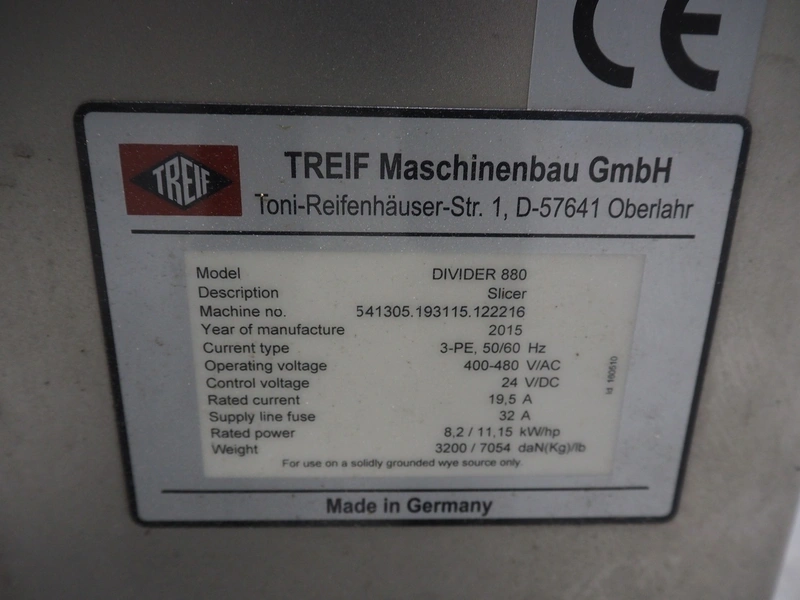 CE
TREIF
TREIF Maschinenbau GmbH
Toni-Reifenhäuser-Str. 1, D-57641 Oberlahr
Model DIVIDER 880
Description Slicer
Machine no. 541305.193115.122216
Year of manufacture 2015
Current type 3-PE, 50/60 Hz
Operating voltage 400-480 V/AC
Control voltage 24 V/DC
Rated current 19,5 A
Supply line fuse 32 A
Rated power 8,2 / 11,15 kW/hp
Weight 3200 / 7054 daN(Kg)/lb
For use on a solidly grounded wye source only
Id 160510
Made in Germany